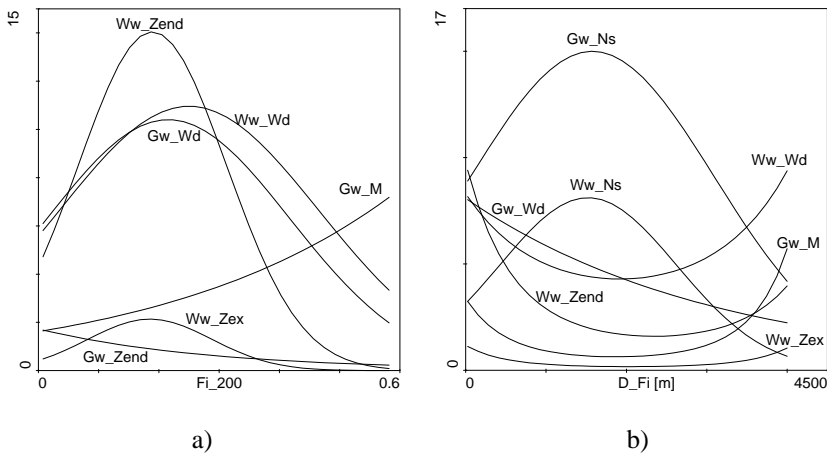 15
Ww_Zend
Ww_Wd
Gw_Wd
Gw_M
Ww_Zex
Gw_Zend
0
0
Fi_200
0.6
a)
17
Gw_Ns
Ww_Wd
Ww_Ns
Gw_Wd
Gw_M
Ww_Zend
Ww_Zex
0
0
D_Fi [m]
4500
b)